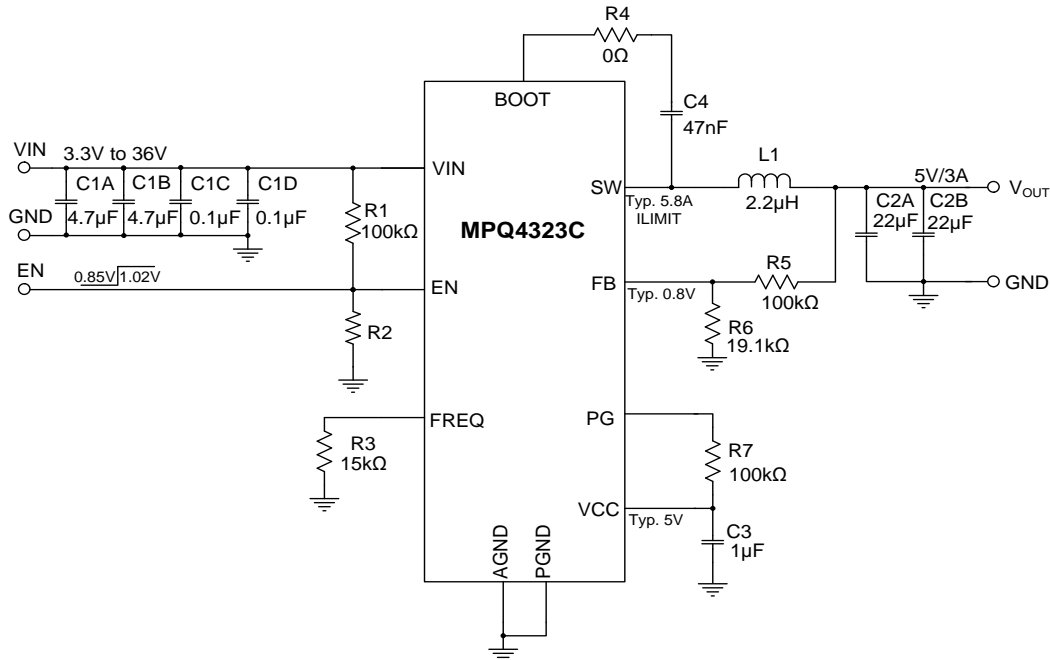 R4
0Ω
BOOT
C4
47nF
VIN
3.3V to 36V
VIN
C1A
C1B
C1C
C1D
4.7µF
4.7µF
0.1µF
0.1µF
GND
R1
100kΩ
SW
Typ. 5.8A
ILIMIT
L1
2.2µH
5V/3A
VOUT
C2A
C2B
22µF
22µF
MPQ4323C
EN
0.85V
1.02V
EN
FB
Typ. 0.8V
R5
100kΩ
GND
R2
R6
19.1kΩ
FREQ
R3
15kΩ
PG
R7
100kΩ
VCC
Typ. 5V
C3
1µF
AGND
PGND